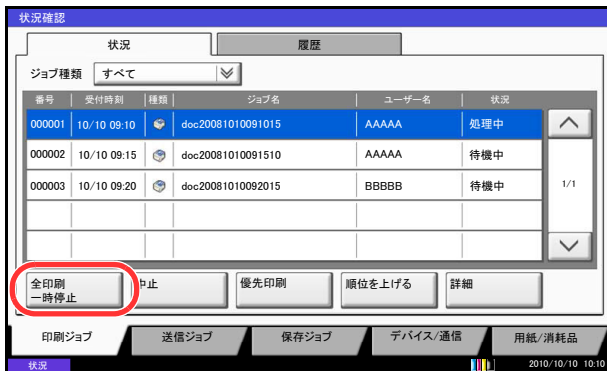 状況確認
状況 履歴
ジョブ種類 すべて
番号 受付時刻 種類 ジョブ名 ユーザー名 状況
000001 10/10 09:10 doc20081010091015 AAAAA 処理中
000002 10/10 09:15 doc20081010091510 AAAAA 待機中
000003 10/10 09:20 doc20081010092015 BBBBB 待機中
1/1
全印刷
一時停止
中止 優先印刷 順位を上げる 詳細
印刷ジョブ 送信ジョブ 保存ジョブ デバイス/通信 用紙/消耗品
状況 2010/10/10 10:10